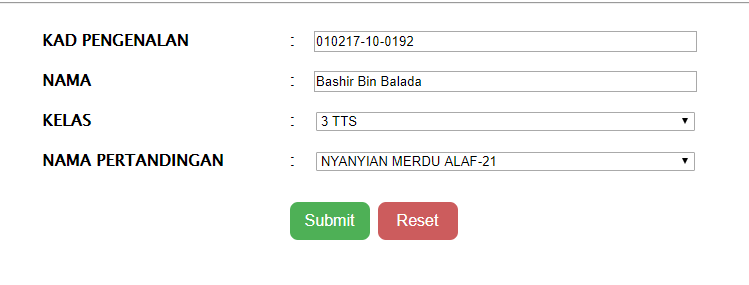 KAD PENGENALAN : 010217-10-0192
NAMA : Bashir Bin Balada
KELAS : 3 TTS
NAMA PERTANDINGAN : NYANYIAN MERDU ALAF-21
Submit Reset